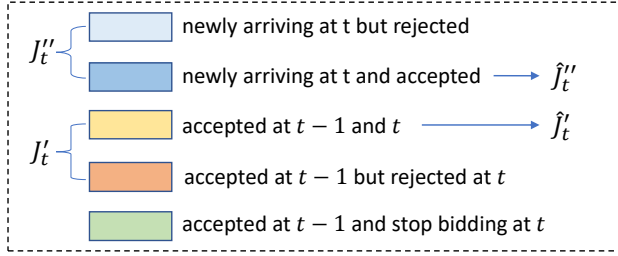 J''_t
newly arriving at t but rejected
newly arriving at t and accepted
Ĵ''_t
J'_t
accepted at t − 1 and t
Ĵ'_t
accepted at t − 1 but rejected at t
accepted at t − 1 and stop bidding at t